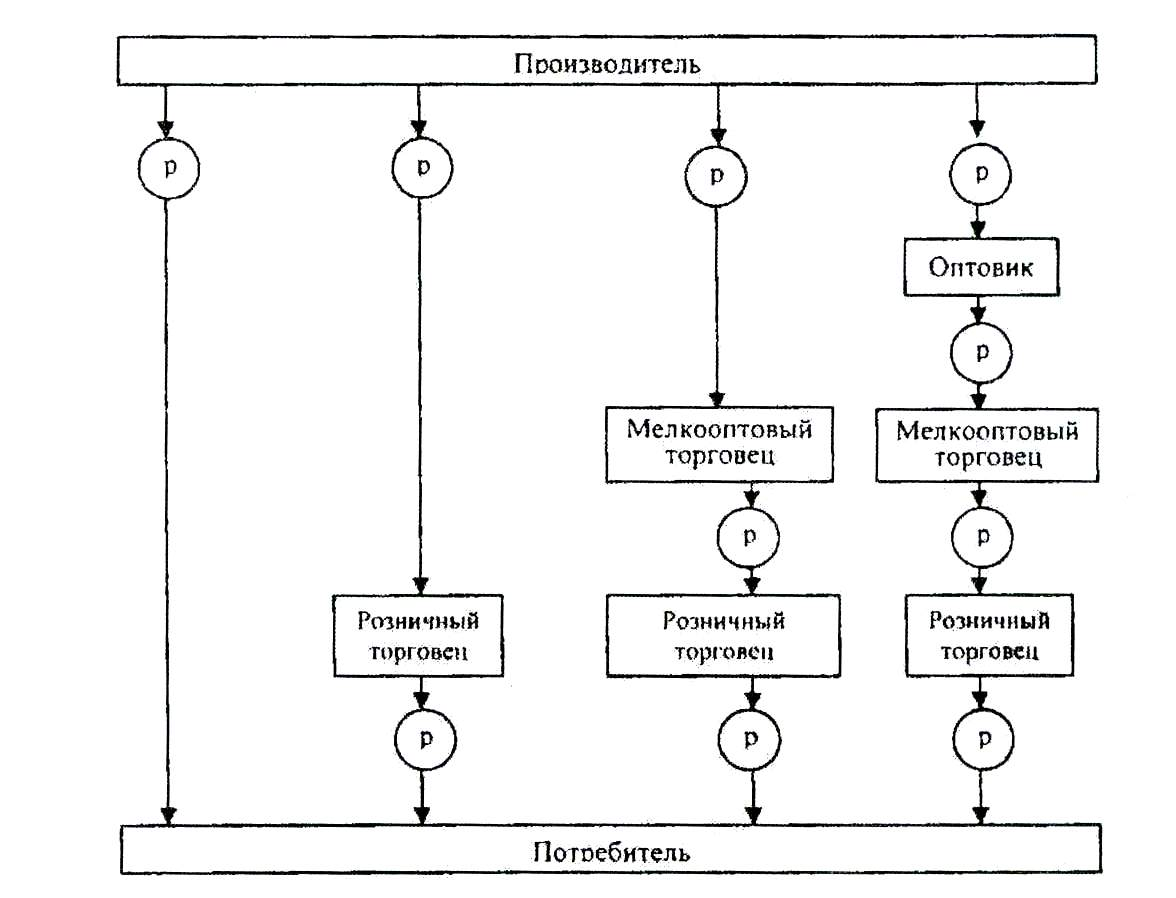 Производитель
р
р
р
р
Оптовик
р
Мелкооптовый
торговец
Мелкооптовый
торговец
р
р
Розничный
торговец
Розничный
торговец
Розничный
торговец
р
р
р
Потребитель